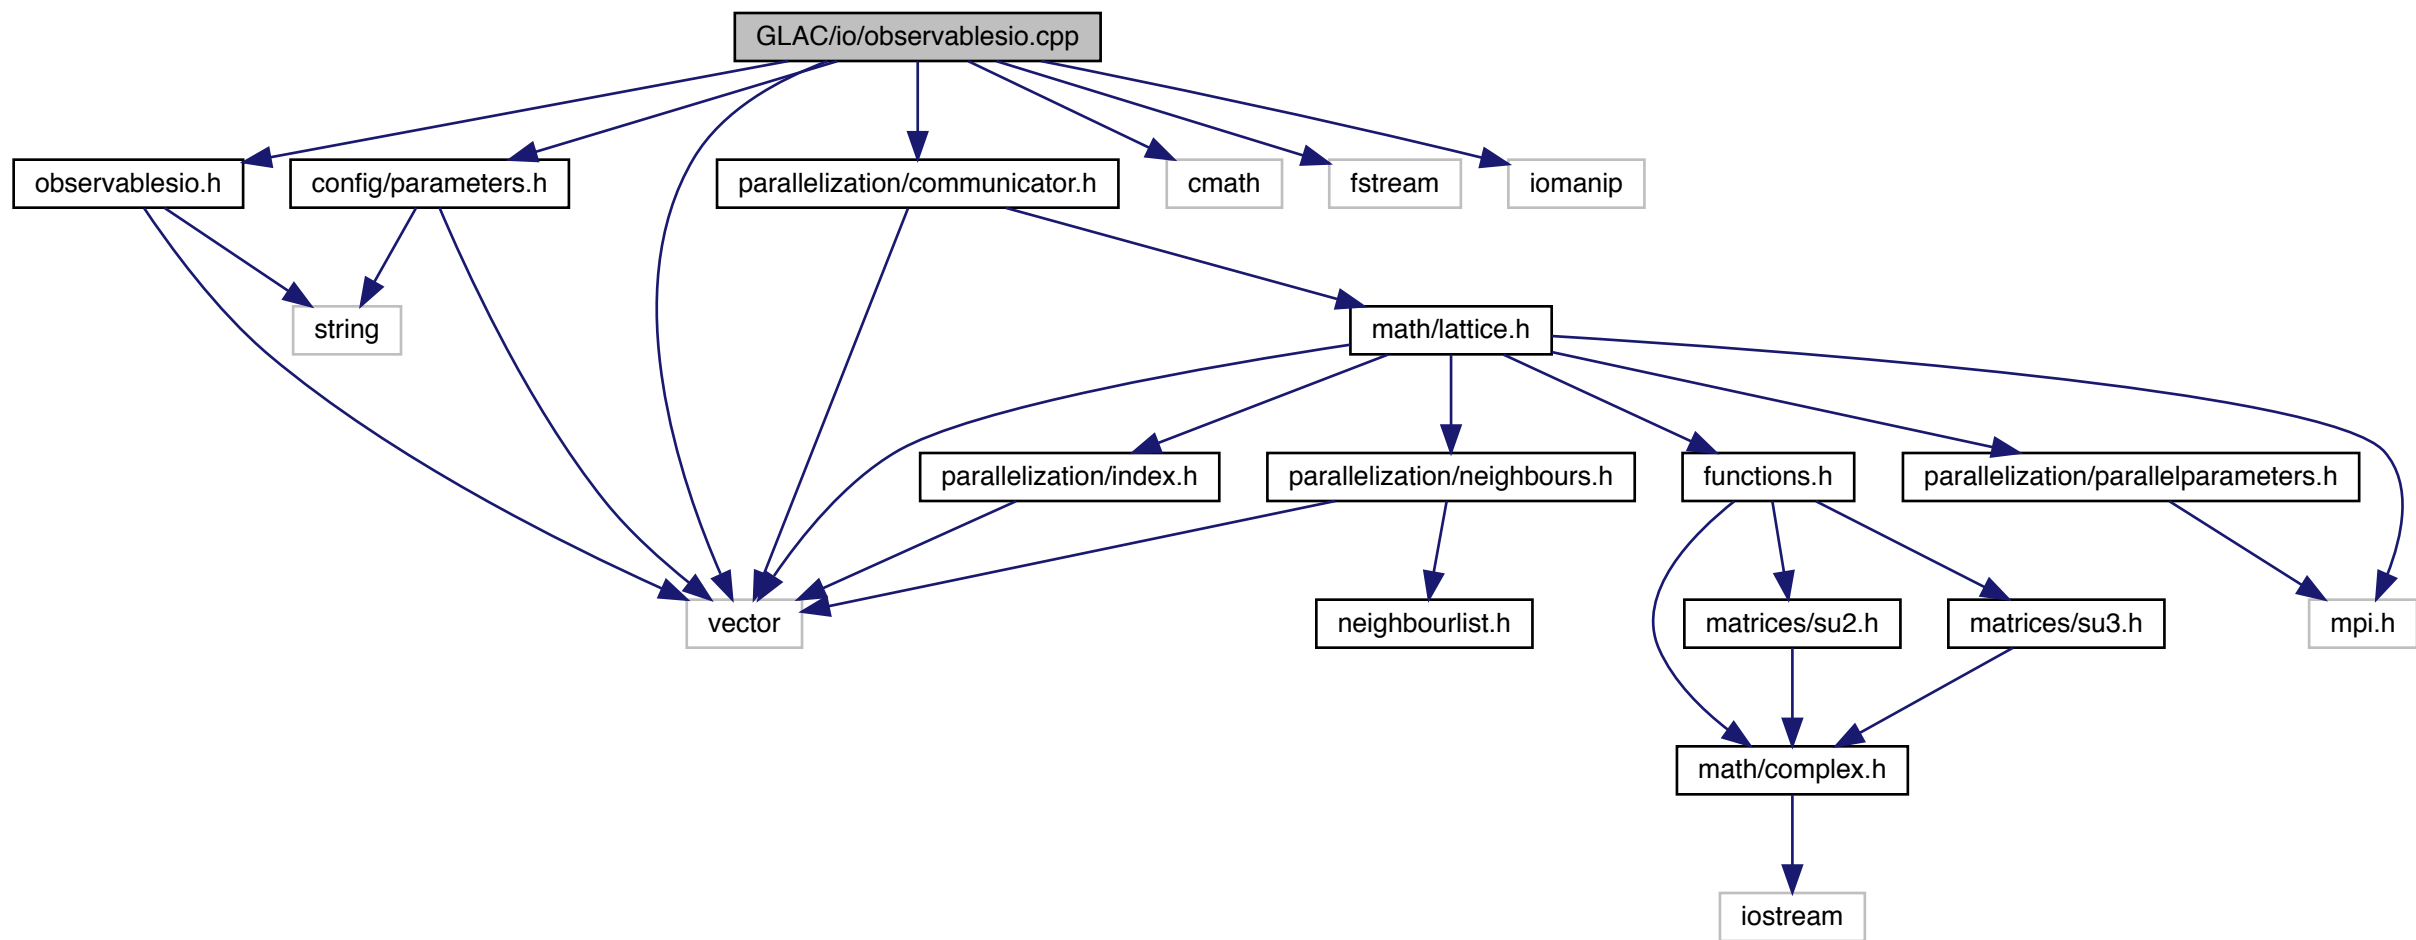 GLAC/io/observablesio.cpp
observablesio.h
config/parameters.h
parallelization/communicator.h
cmath
fstream
iomanip
string
math/lattice.h
parallelization/index.h
parallelization/neighbours.h
functions.h
parallelization/parallelparameters.h
vector
neighbourlist.h
matrices/su2.h
matrices/su3.h
mpi.h
math/complex.h
iostream